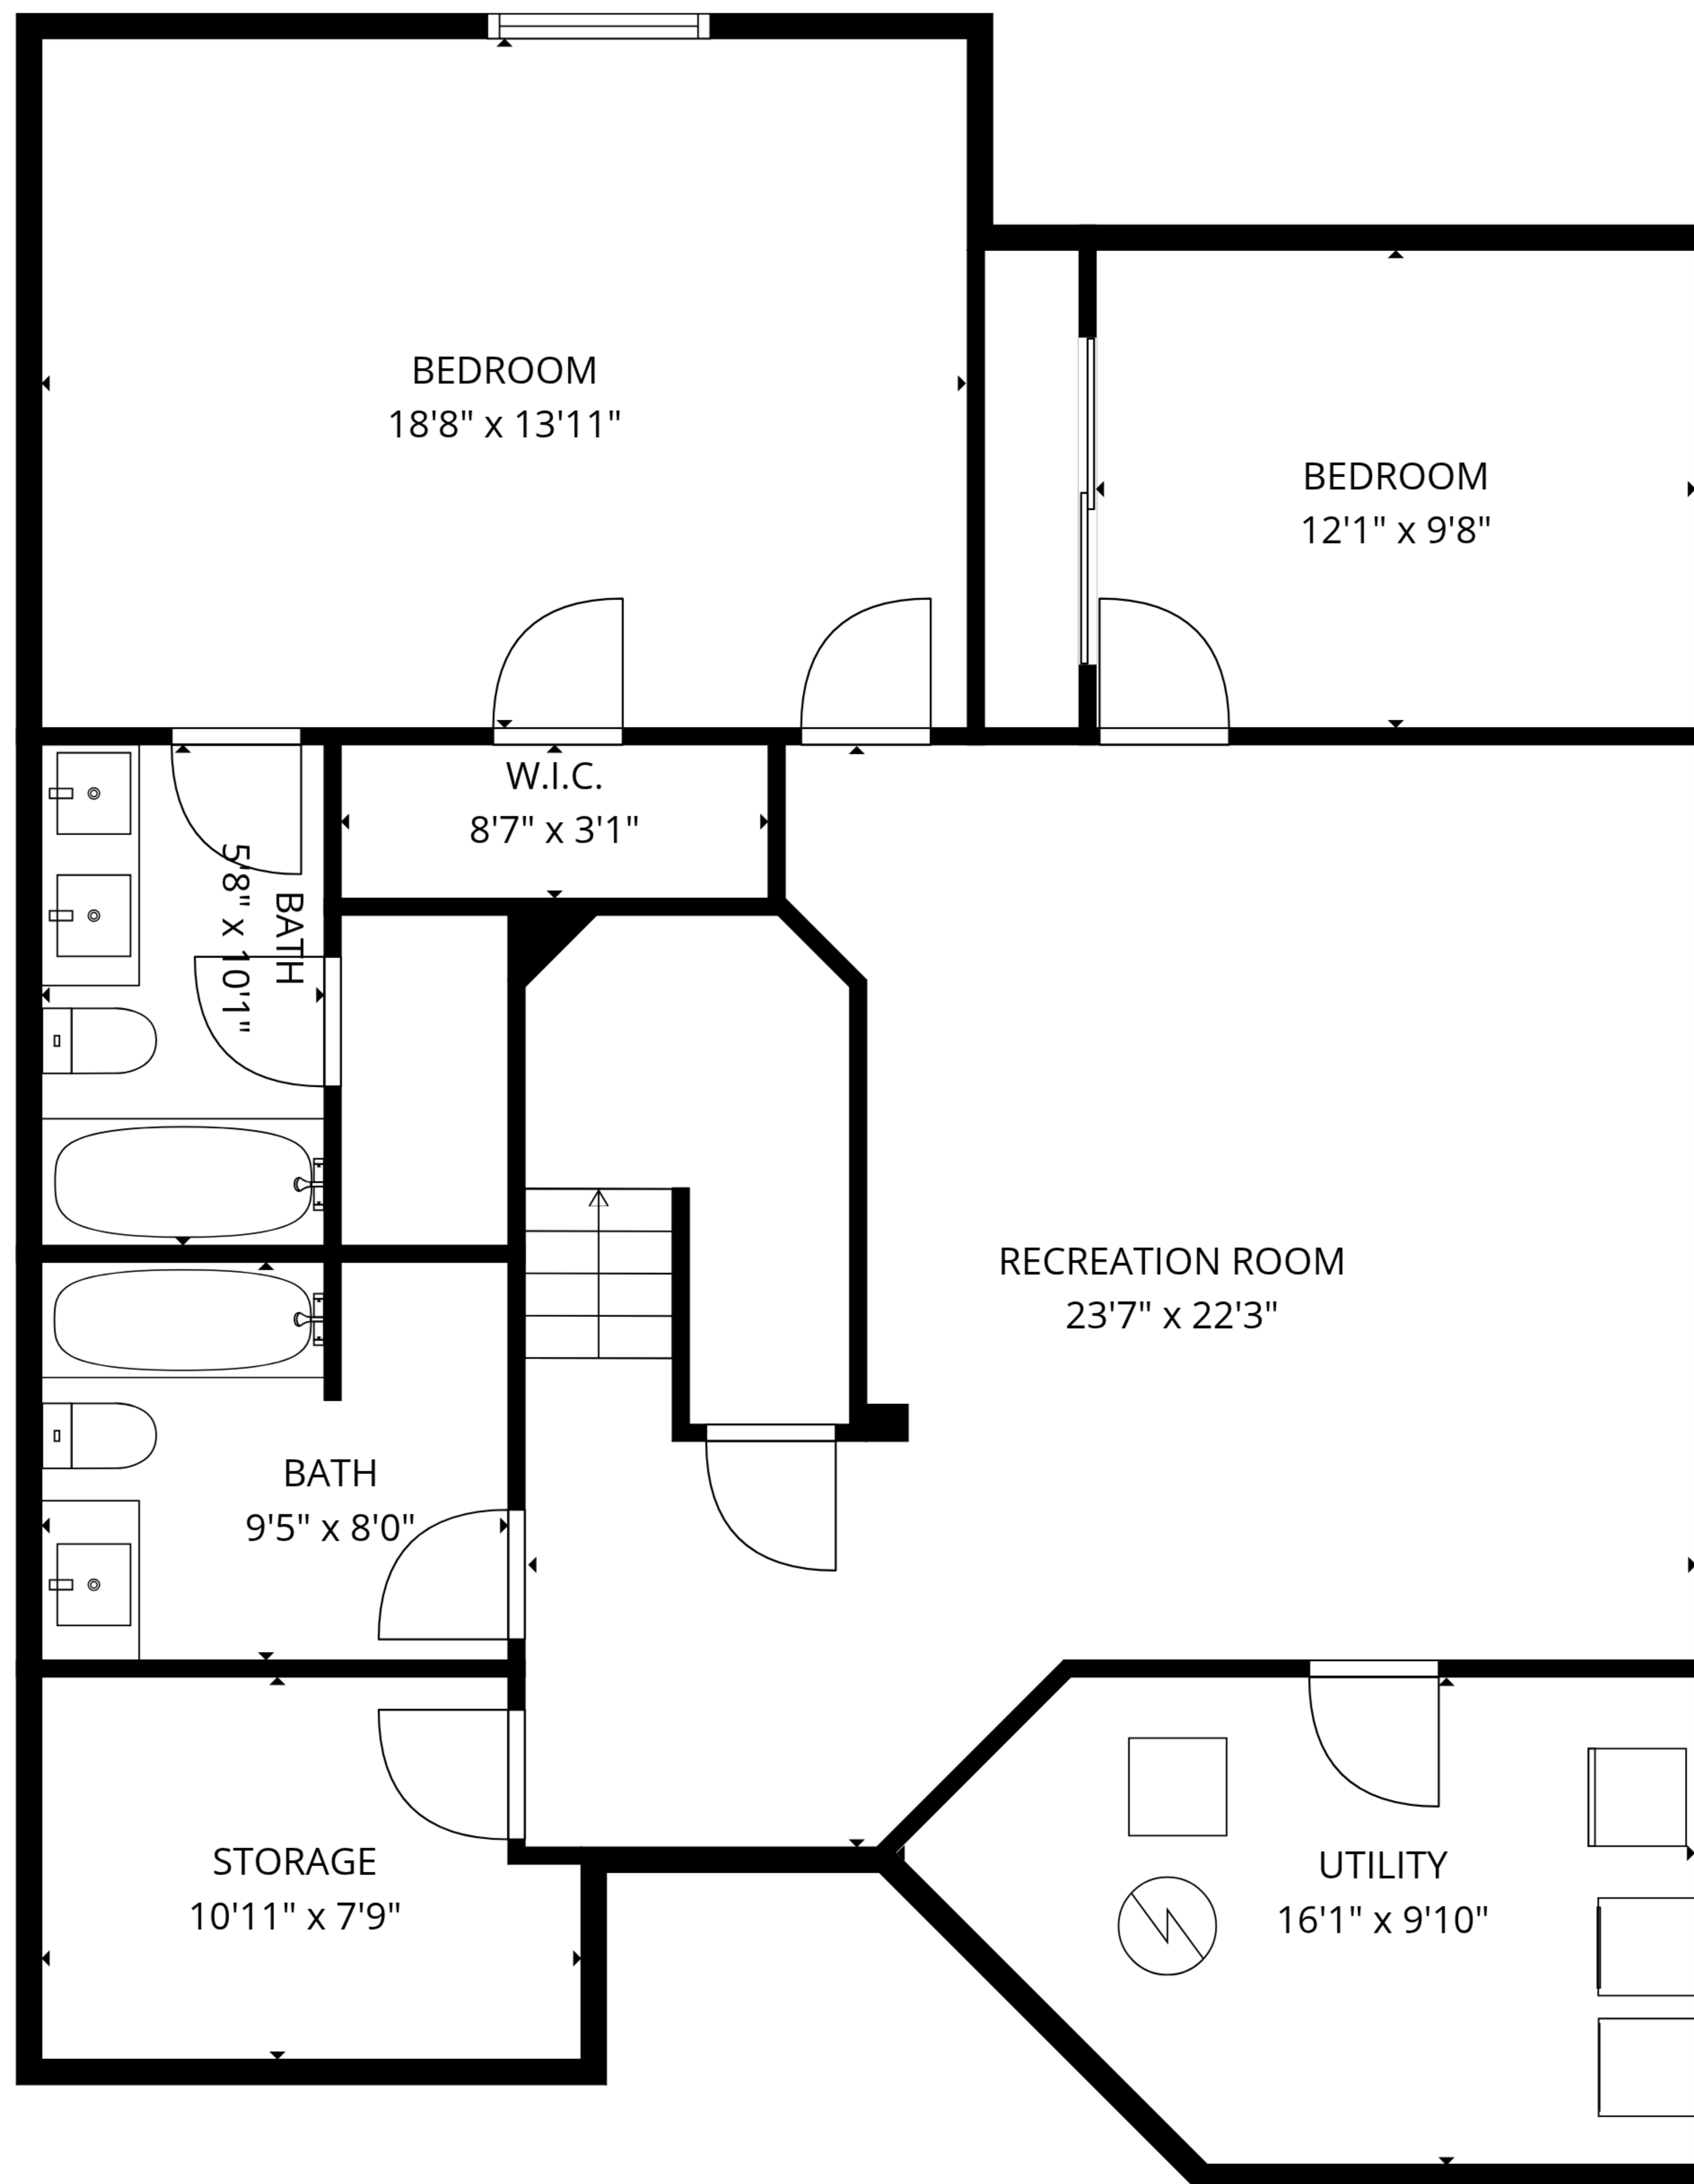 BEDROOM
18'8" x 13'11"
BEDROOM
12'1" x 9'8"
W.I.C.
8'7" x 3'1"
BATH
5'8" x 10'1"
RECREATION ROOM
23'7" x 22'3"
BATH
9'5" x 8'0"
STORAGE
10'11" x 7'9"
UTILITY
16'1" x 9'10"